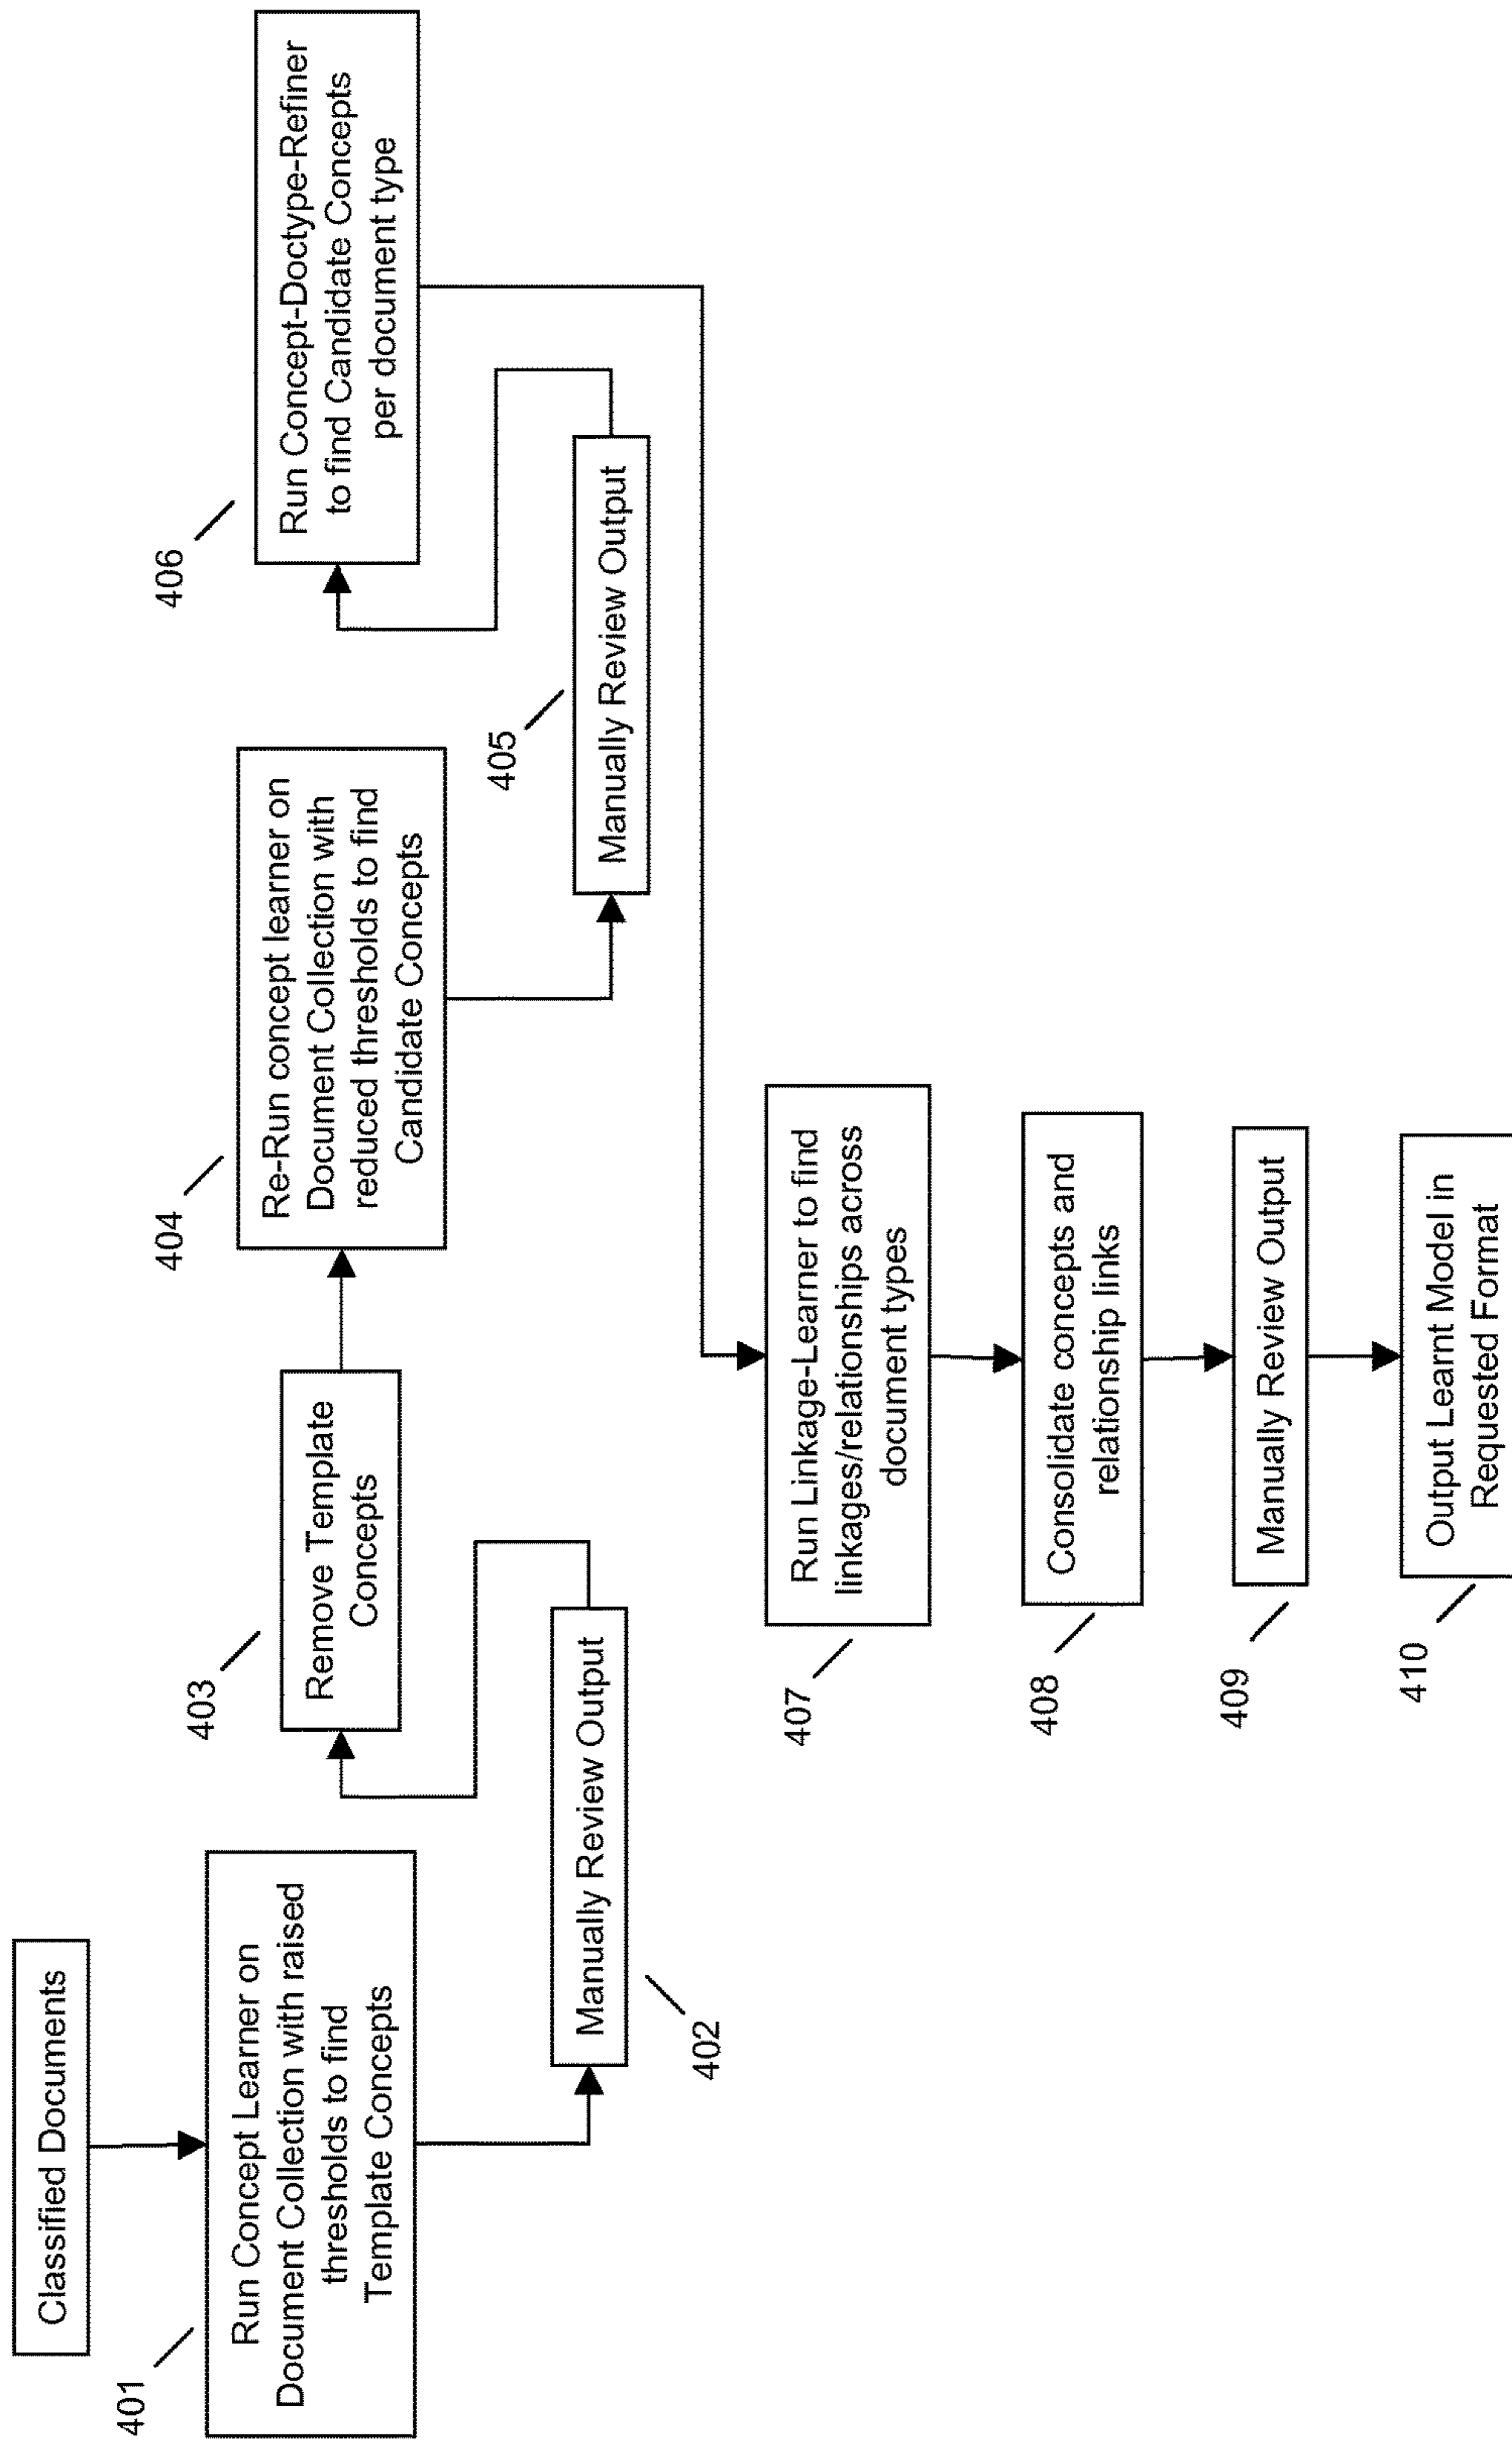 Classified Documents
401
Run Concept Learner on
Document Collection with raised
thresholds to find
Template Concepts
Manually Review Output
402
403
Remove Template
Concepts
404
Re-Run concept learner on
Document Collection with
reduced thresholds to find
Candidate Concepts
405
Manually Review Output
406
Run Concept-Doctype-Refiner
to find Candidate Concepts
per document type
407
Run Linkage-Learner to find
linkages/relationships across
document types
408
Consolidate concepts and
relationship links
409
Manually Review Output
410
Output Learnt Model in
Requested Format